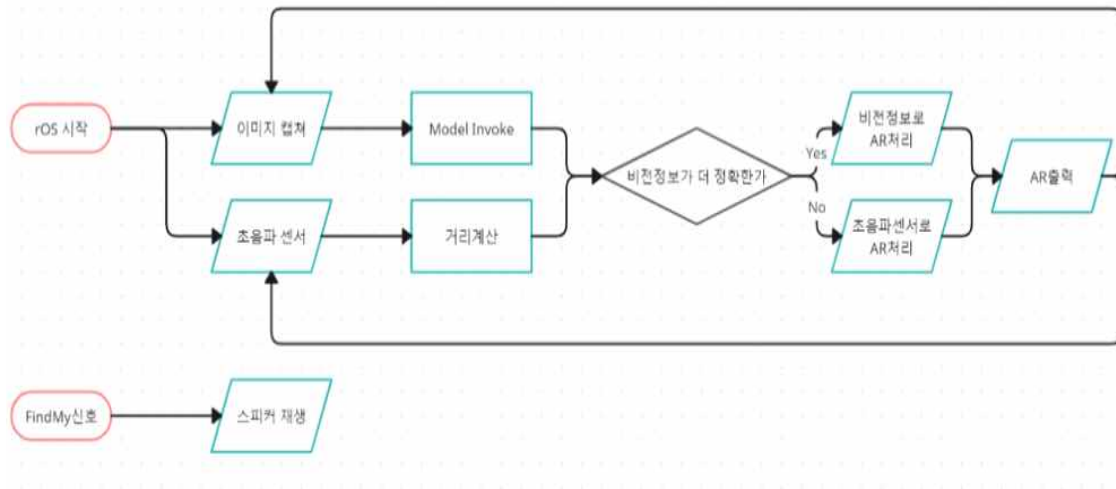 rOS 시작
이미지 캡쳐
Model Invoke
초음파 센서
거리계산
비전정보가 더 정확한가
Yes
No
비전정보로
AR처리
초음파센서로
AR처리
AR출력
FindMy신호
스피커 재생